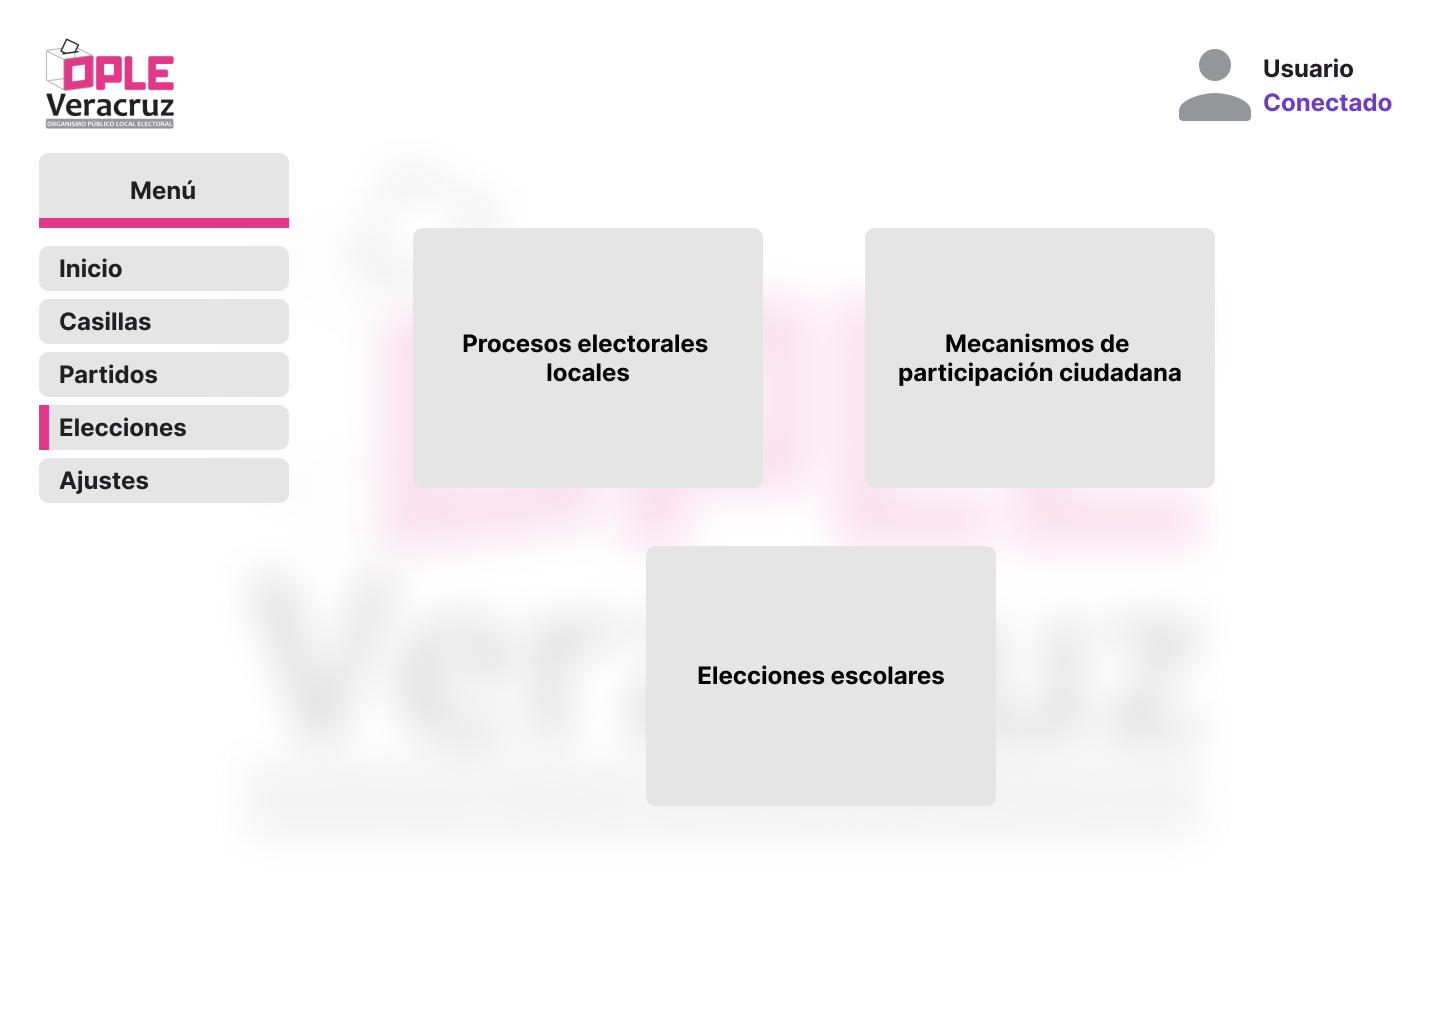 OPLE
Veracruz
ORGANISMO PÚBLICO LOCAL ELECTORAL
Usuario
Conectado
Menú
Inicio
Casillas
Partidos
Elecciones
Ajustes
Procesos electorales
locales
Mecanismos de
participación ciudadana
Elecciones escolares